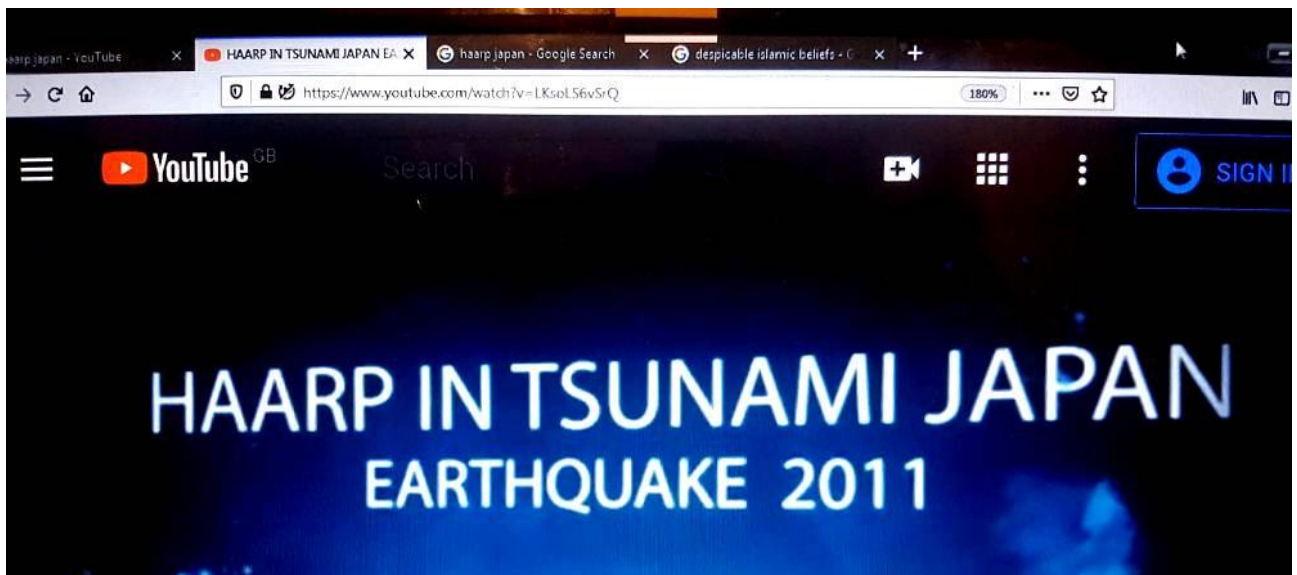 haarp japan - YouTube HAARP IN TSUNAMI JAPAN EA haarp japan - Google Search despicable islamic beliefs - G
https://www.youtube.com/watch?v=LKsoLS6vSrQ 180%
YouTube GB Search SIGN I
HAARP IN TSUNAMI JAPAN
EARTHQUAKE 2011